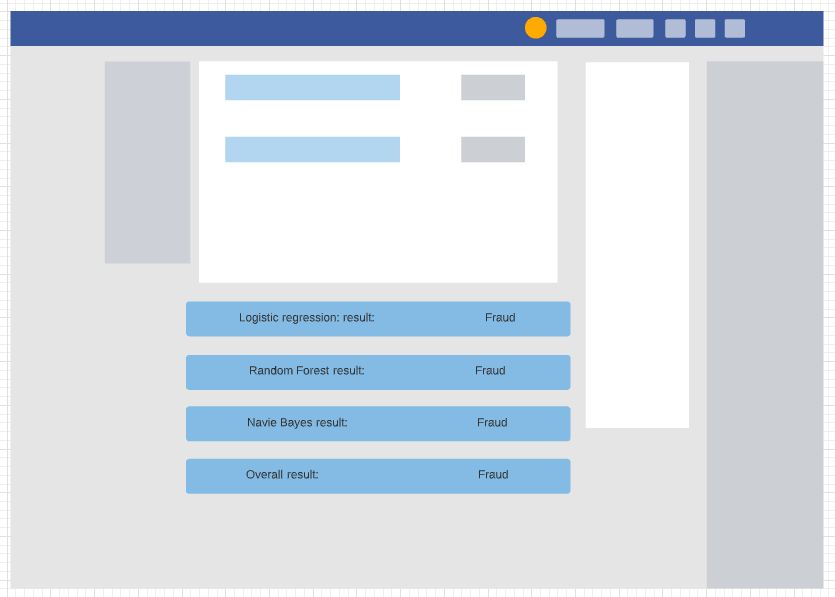 Logistic regression: result: Fraud
Random Forest result: Fraud
Navie Bayes result: Fraud
Overall result: Fraud